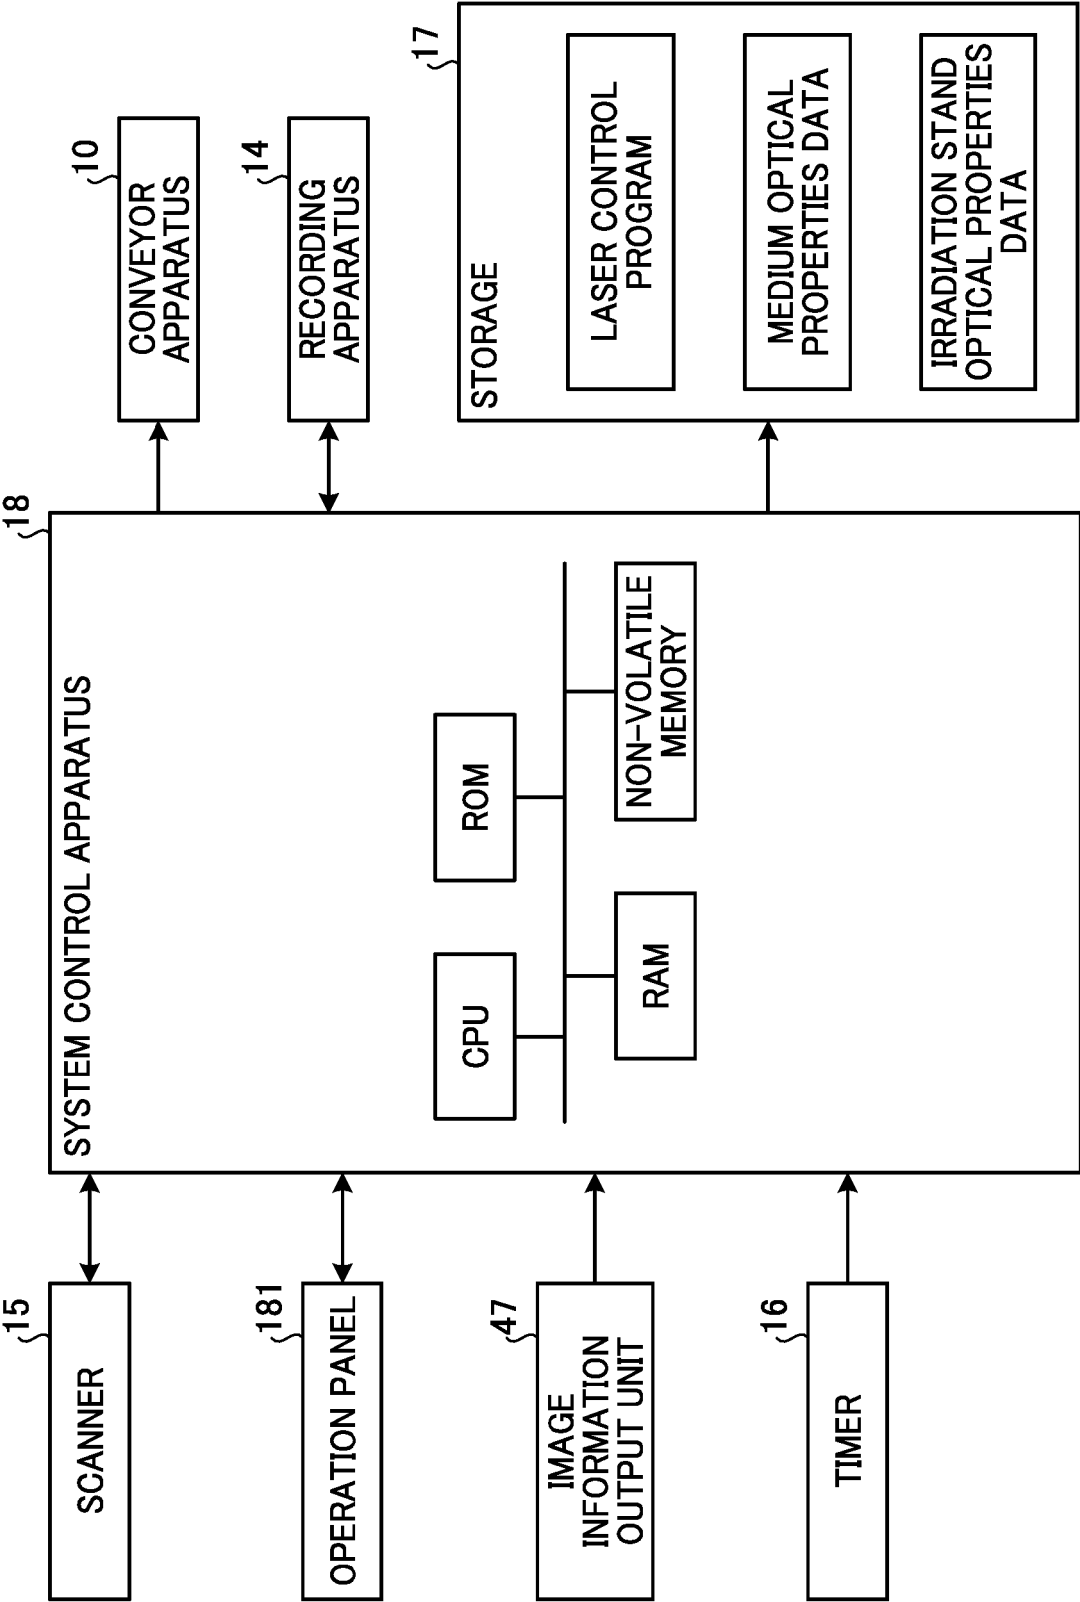 15
SCANNER
181
OPERATION PANEL
47
IMAGE
INFORMATION
OUTPUT UNIT
16
TIMER
18
SYSTEM CONTROL APPARATUS
CPU
ROM
RAM
NON-VOLATILE
MEMORY
10
CONVEYOR
APPARATUS
14
RECORDING
APPARATUS
17
STORAGE
LASER CONTROL
PROGRAM
MEDIUM OPTICAL
PROPERTIES DATA
IRRADIATION STAND
OPTICAL PROPERTIES
DATA